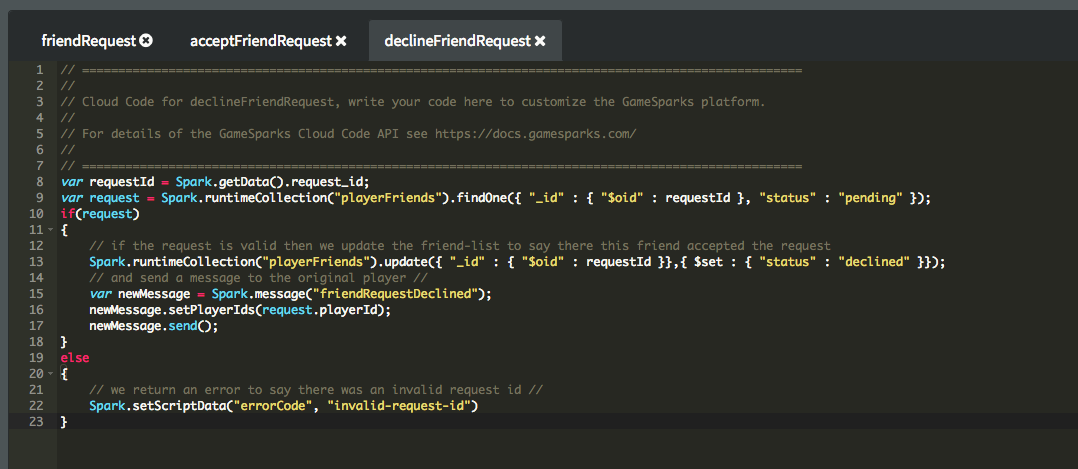 friendRequest acceptFriendRequest declineFriendRequest
1 // ====================================================================================================
2 //
3 // Cloud Code for declineFriendRequest, write your code here to customize the GameSparks platform.
4 //
5 // For details of the GameSparks Cloud Code API see https://docs.gamesparks.com/
6 //
7 // ====================================================================================================
8 var requestId = Spark.getData().request_id;
9 var request = Spark.runtimeCollection("playerFriends").findOne({ "_id" : { "$oid" : requestId }, "status" : "pending" });
10 if(request)
11 {
12 // if the request is valid then we update the friend-list to say there this friend accepted the request
13 Spark.runtimeCollection("playerFriends").update({ "_id" : { "$oid" : requestId }},{ $set : { "status" : "declined" }});
14 // and send a message to the original player //
15 var newMessage = Spark.message("friendRequestDeclined");
16 newMessage.setPlayerIds(request.playerId);
17 newMessage.send();
18 }
19 else
20 {
21 // we return an error to say there was an invalid request id //
22 Spark.setScriptData("errorCode", "invalid-request-id")
23 }